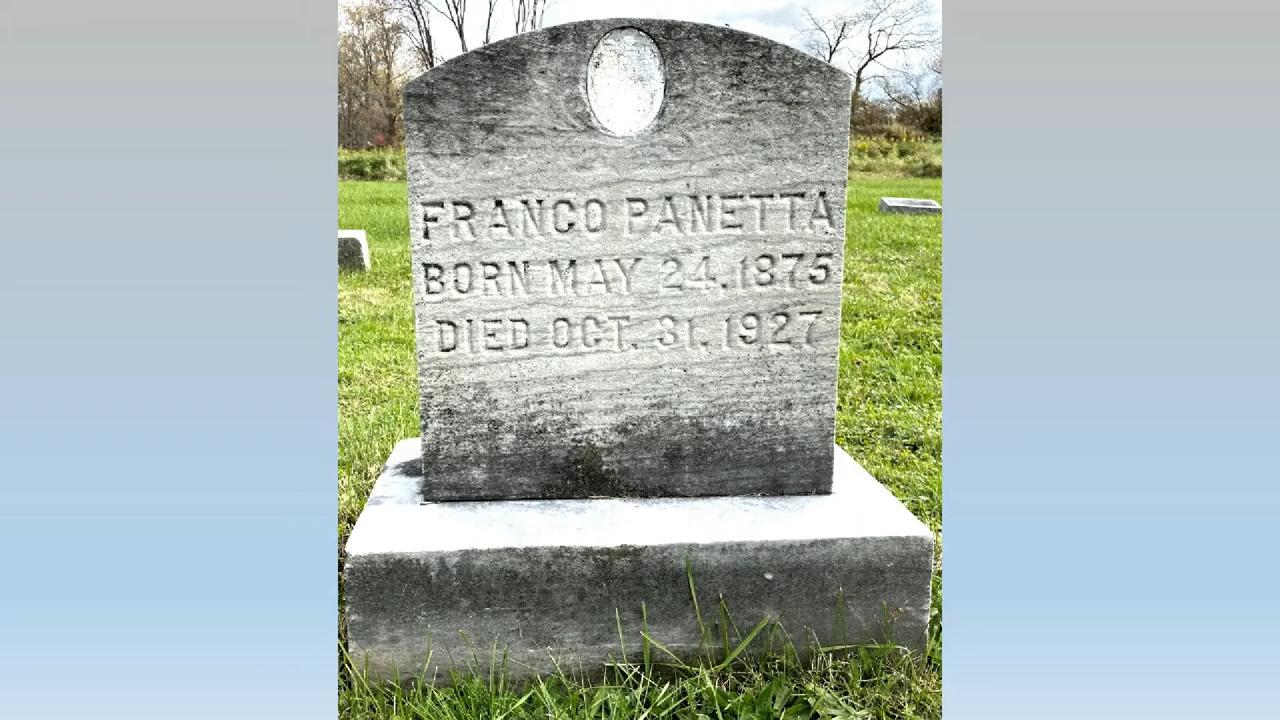 FRANCO PANETTA
BORN MAY 24, 1875
DIED OCT. 31, 1927